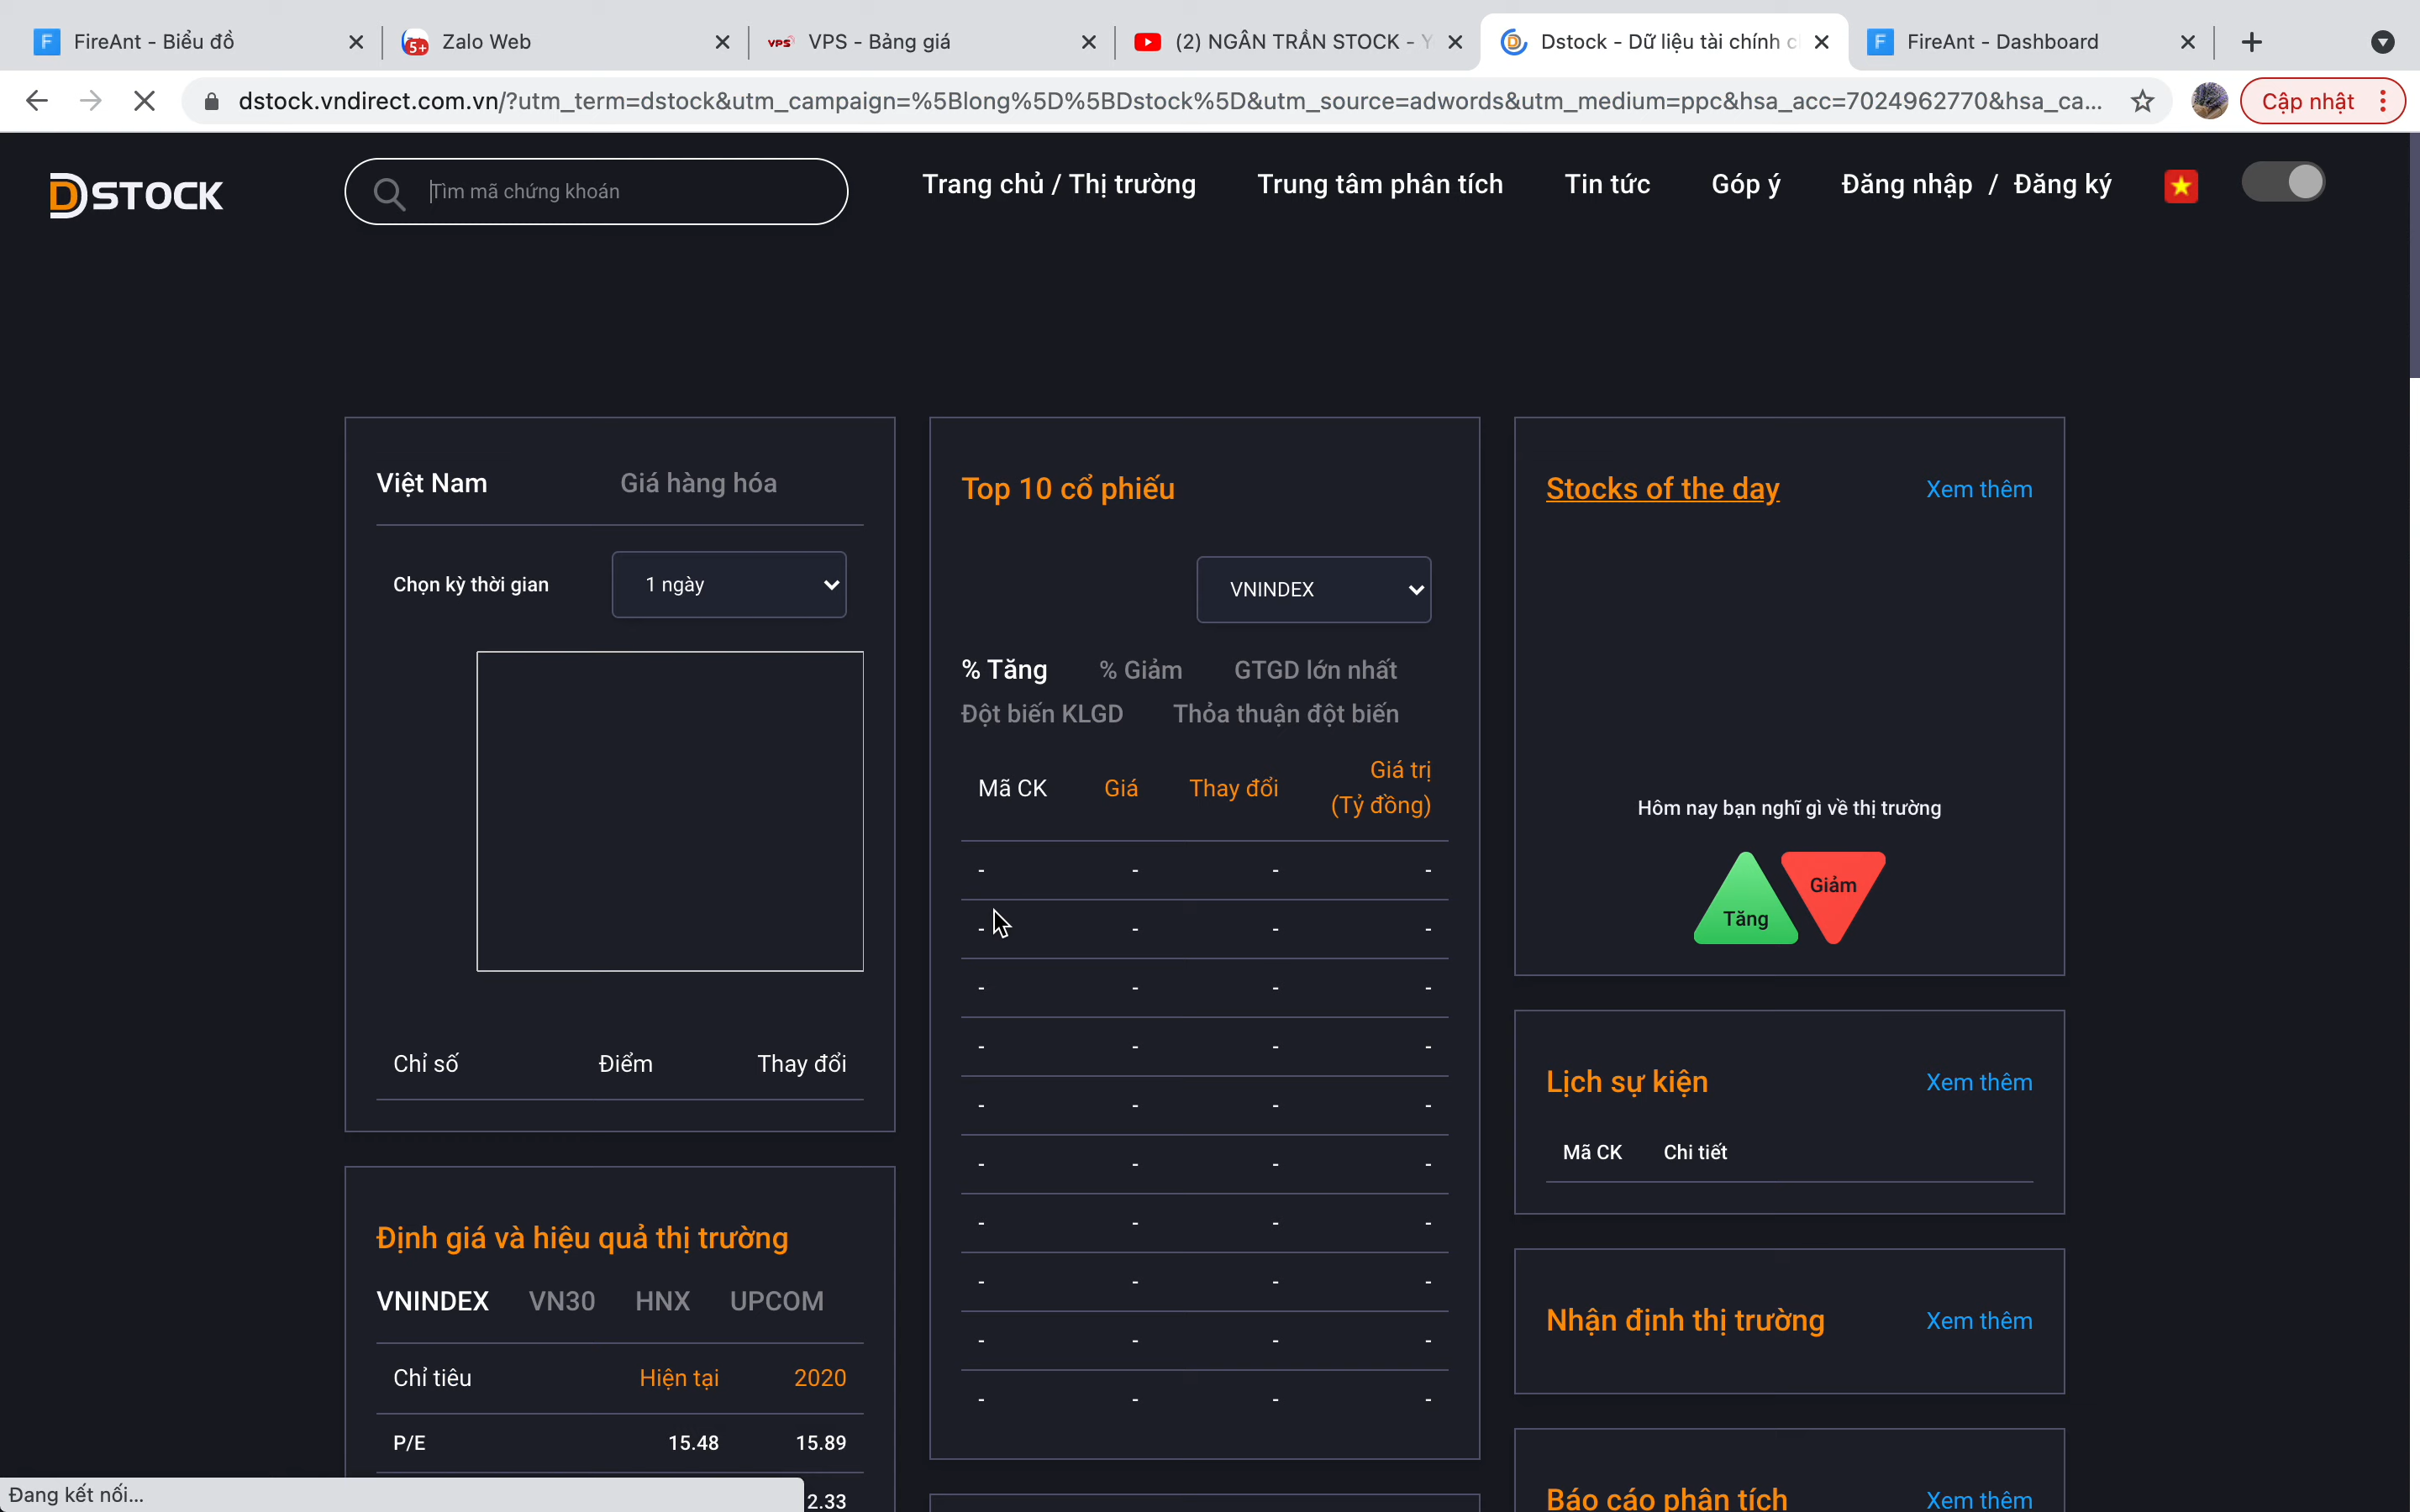 FireAnt - Biểu đồ
5+
Zalo Web
VPS
VPS - Bảng giá
(2) NGÂN TRẦN STOCK - Y
Dstock - Dữ liệu tài chính c
FireAnt - Dashboard
dstock.vndirect.com.vn/?utm_term=dstock&utm_campaign=%5Blong%5D%5BDstock%5D&utm_source=adwords&utm_medium=ppc&hsa_acc=7024962770&hsa_ca...
Cập nhật
DSTOCK
Tìm mã chứng khoán
Trang chủ / Thị trường
Trung tâm phân tích
Tin tức
Góp ý
Đăng nhập / Đăng ký
Việt Nam
Giá hàng hóa
Chọn kỳ thời gian
1 ngày
Chỉ số
Điểm
Thay đổi
Định giá và hiệu quả thị trường
VNINDEX
VN30
HNX
UPCOM
Chỉ tiêu
Hiện tại
2020
P/E
15.48
15.89
2.33
Đang kết nối...
Top 10 cổ phiếu
VNINDEX
% Tăng
% Giảm
GTGD lớn nhất
Đột biến KLGD
Thỏa thuận đột biến
Mã CK
Giá
Thay đổi
Giá trị
(Tỷ đồng)
- - - -
- - - -
- - - -
- - - -
- - - -
- - - -
- - - -
- - - -
- - - -
- - - -
Stocks of the day
Xem thêm
Hôm nay bạn nghĩ gì về thị trường
Tăng
Giảm
Lịch sự kiện
Xem thêm
Mã CK
Chi tiết
Nhận định thị trường
Xem thêm
Báo cáo phân tích
Xem thêm